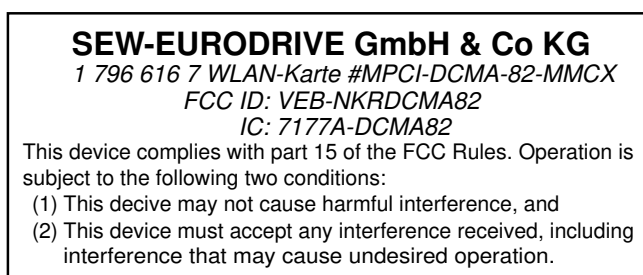 SEW-EURODRIVE GmbH & Co KG
1 796 616 7 WLAN-Karte #MPCI-DCMA-82-MMCX
FCC ID: VEB-NKRDCMA82
IC: 7177A-DCMA82
This device complies with part 15 of the FCC Rules. Operation is
subject to the following two conditions:
(1) This decive may not cause harmful interference, and
(2) This device must accept any interference received, including
interference that may cause undesired operation.